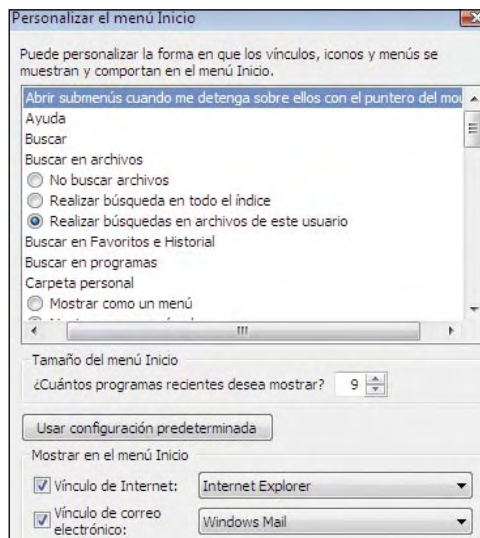 Personalizar el menú Inicio
Puede personalizar la forma en que los vínculos, iconos y menús se
muestran y comportan en el menú Inicio.
Abrir submenús cuando me detenga sobre ellos con el puntero del
Ayuda
Buscar
Buscar en archivos
No buscar archivos
Realizar búsqueda en todo el índice
Realizar búsquedas en archivos de este usuario
Buscar en Favoritos e Historial
Buscar en programas
Carpeta personal
Mostrar como un menú
Tamaño del menú Inicio
¿Cuántos programas recientes desea mostrar? 9
Usar configuración predeterminada
Mostrar en el menú Inicio
Vínculo de Internet: Internet Explorer
Vínculo de correo
electrónico: Windows Mail